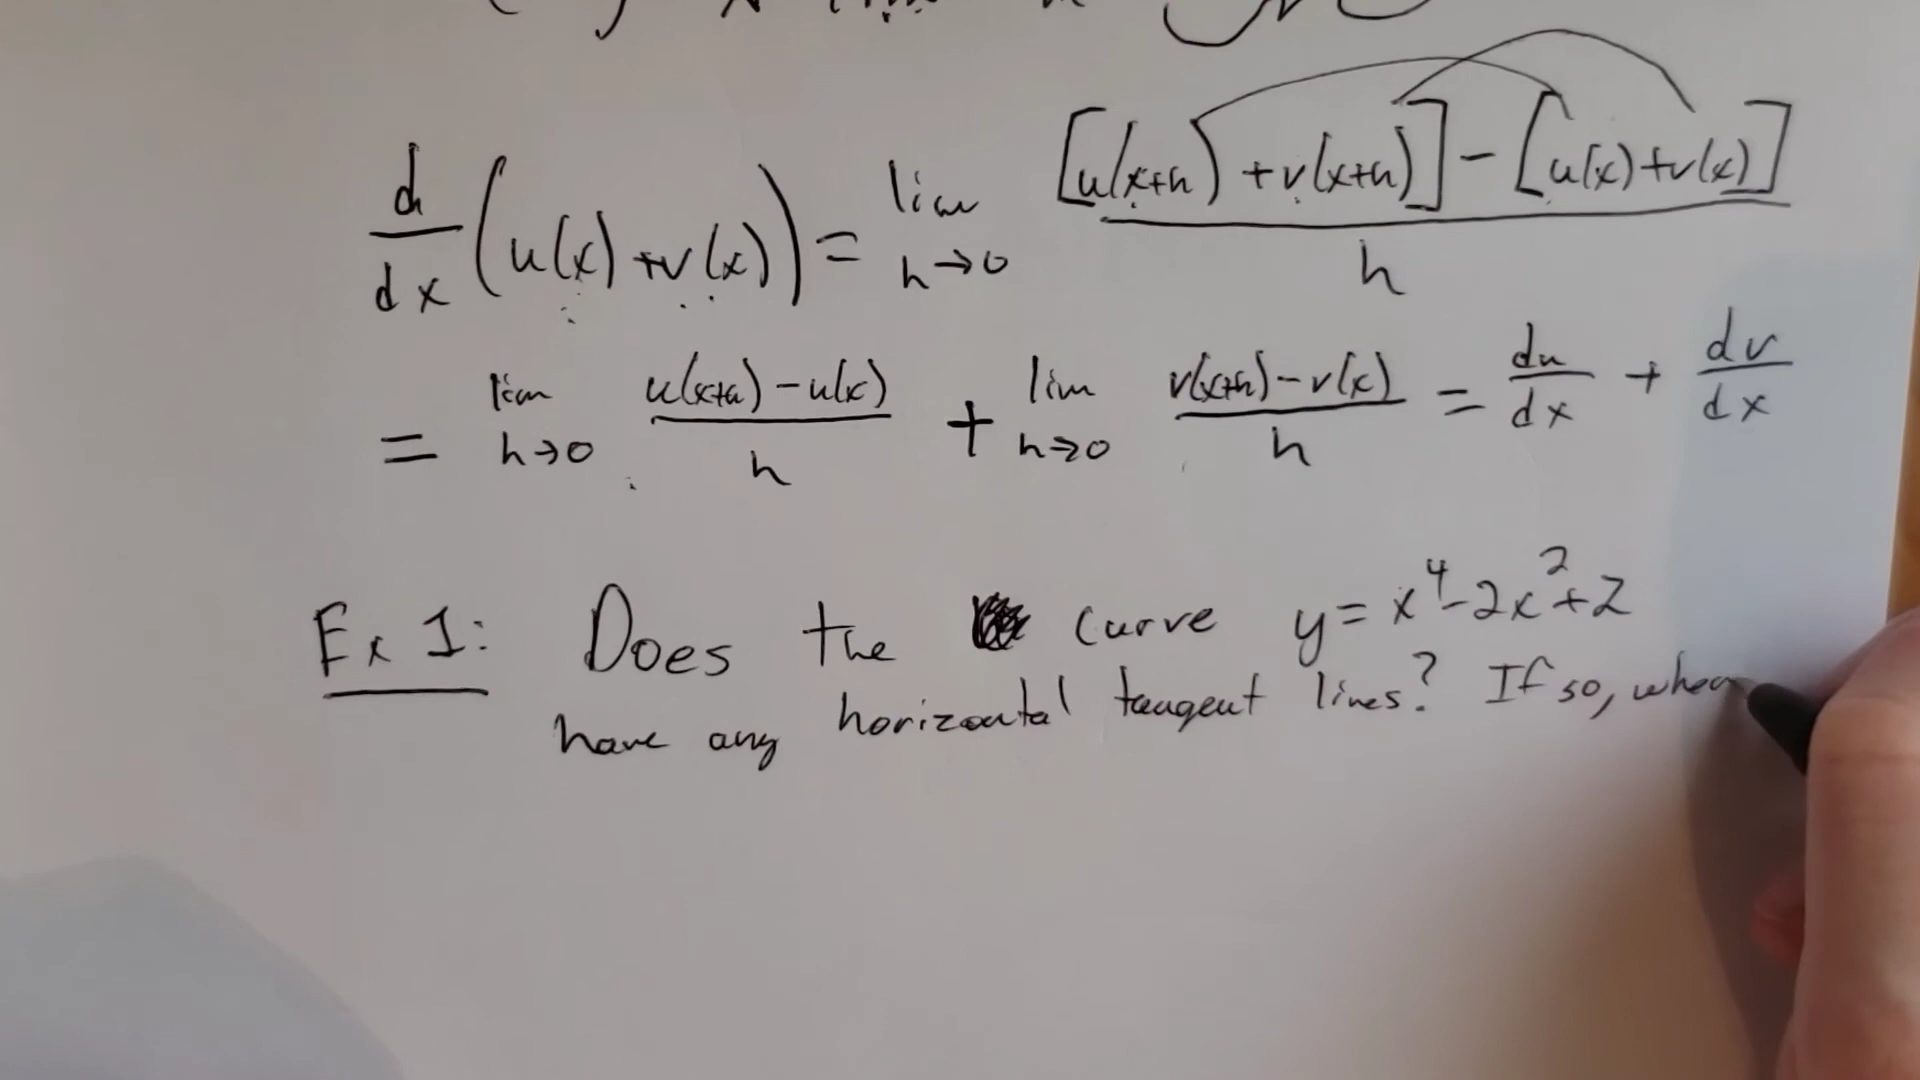 d/dx (u(x) + v(x)) = lim h→0 [u(x+h) + v(x+h)] - [u(x) + v(x)] / h
= lim h→0 u(x+h) - u(x) / h + lim h→0 v(x+h) - v(x) / h = du/dx + dv/dx
Ex 1: Does the curve y = x⁴ - 2x² + 2
have any horizontal tangent lines? If so,